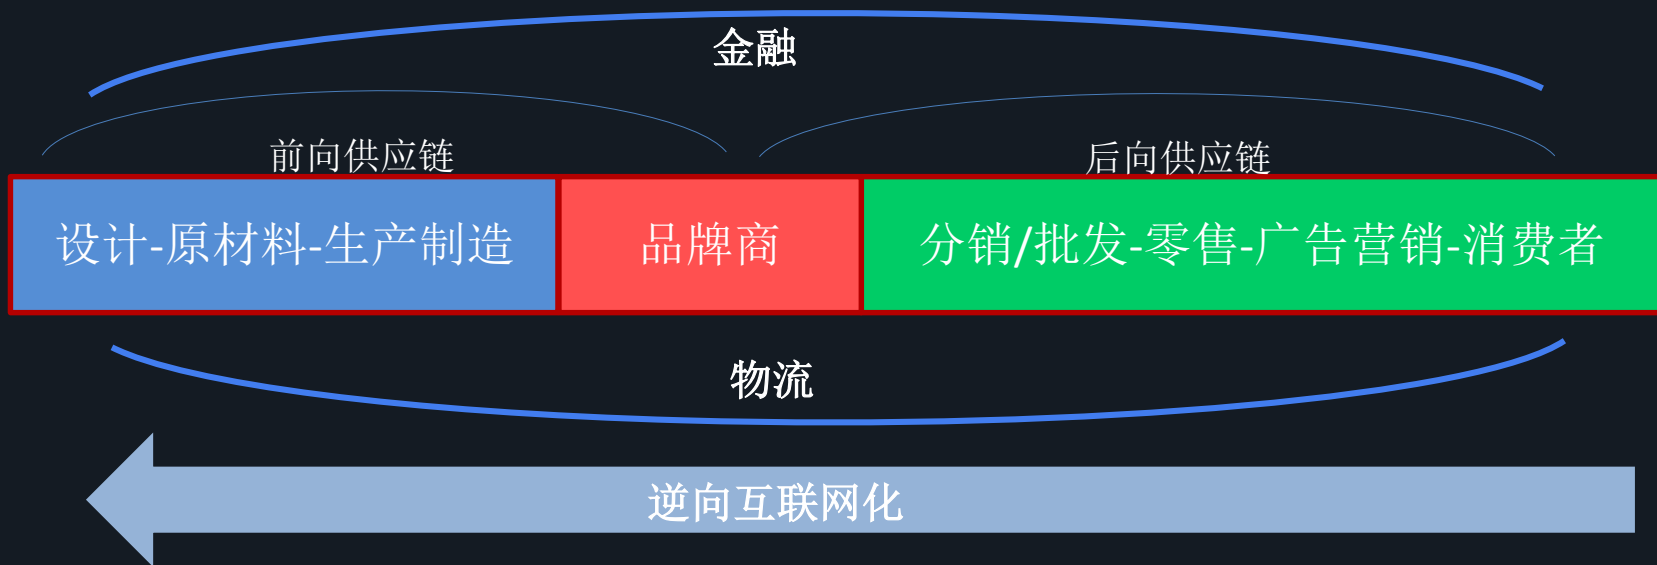 金融
前向供应链
后向供应链
设计-原材料-生产制造
品牌商
分销/批发-零售-广告营销-消费者
物流
逆向互联网化